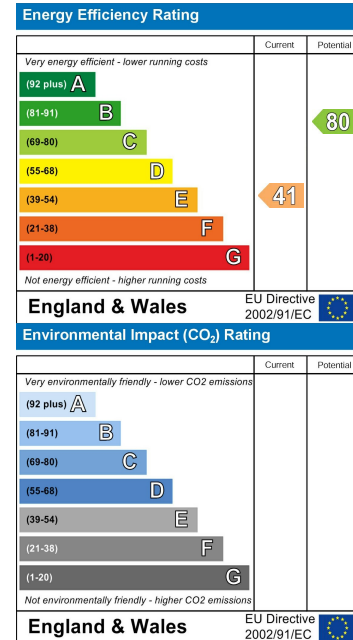 Energy Efficiency Rating
Current Potential
Very energy efficient - lower running costs
(92 plus) A
(81-91) B
80
(69-80) C
(55-68) D
(39-54) E
41
(21-38) F
(1-20) G
Not energy efficient - higher running costs
England & Wales
EU Directive
2002/91/EC
Environmental Impact (CO₂) Rating
Current Potential
Very environmentally friendly - lower CO2 emissions
(92 plus) A
(81-91) B
(69-80) C
(55-68) D
(39-54) E
(21-38) F
(1-20) G
Not environmentally friendly - higher CO2 emissions
England & Wales
EU Directive
2002/91/EC